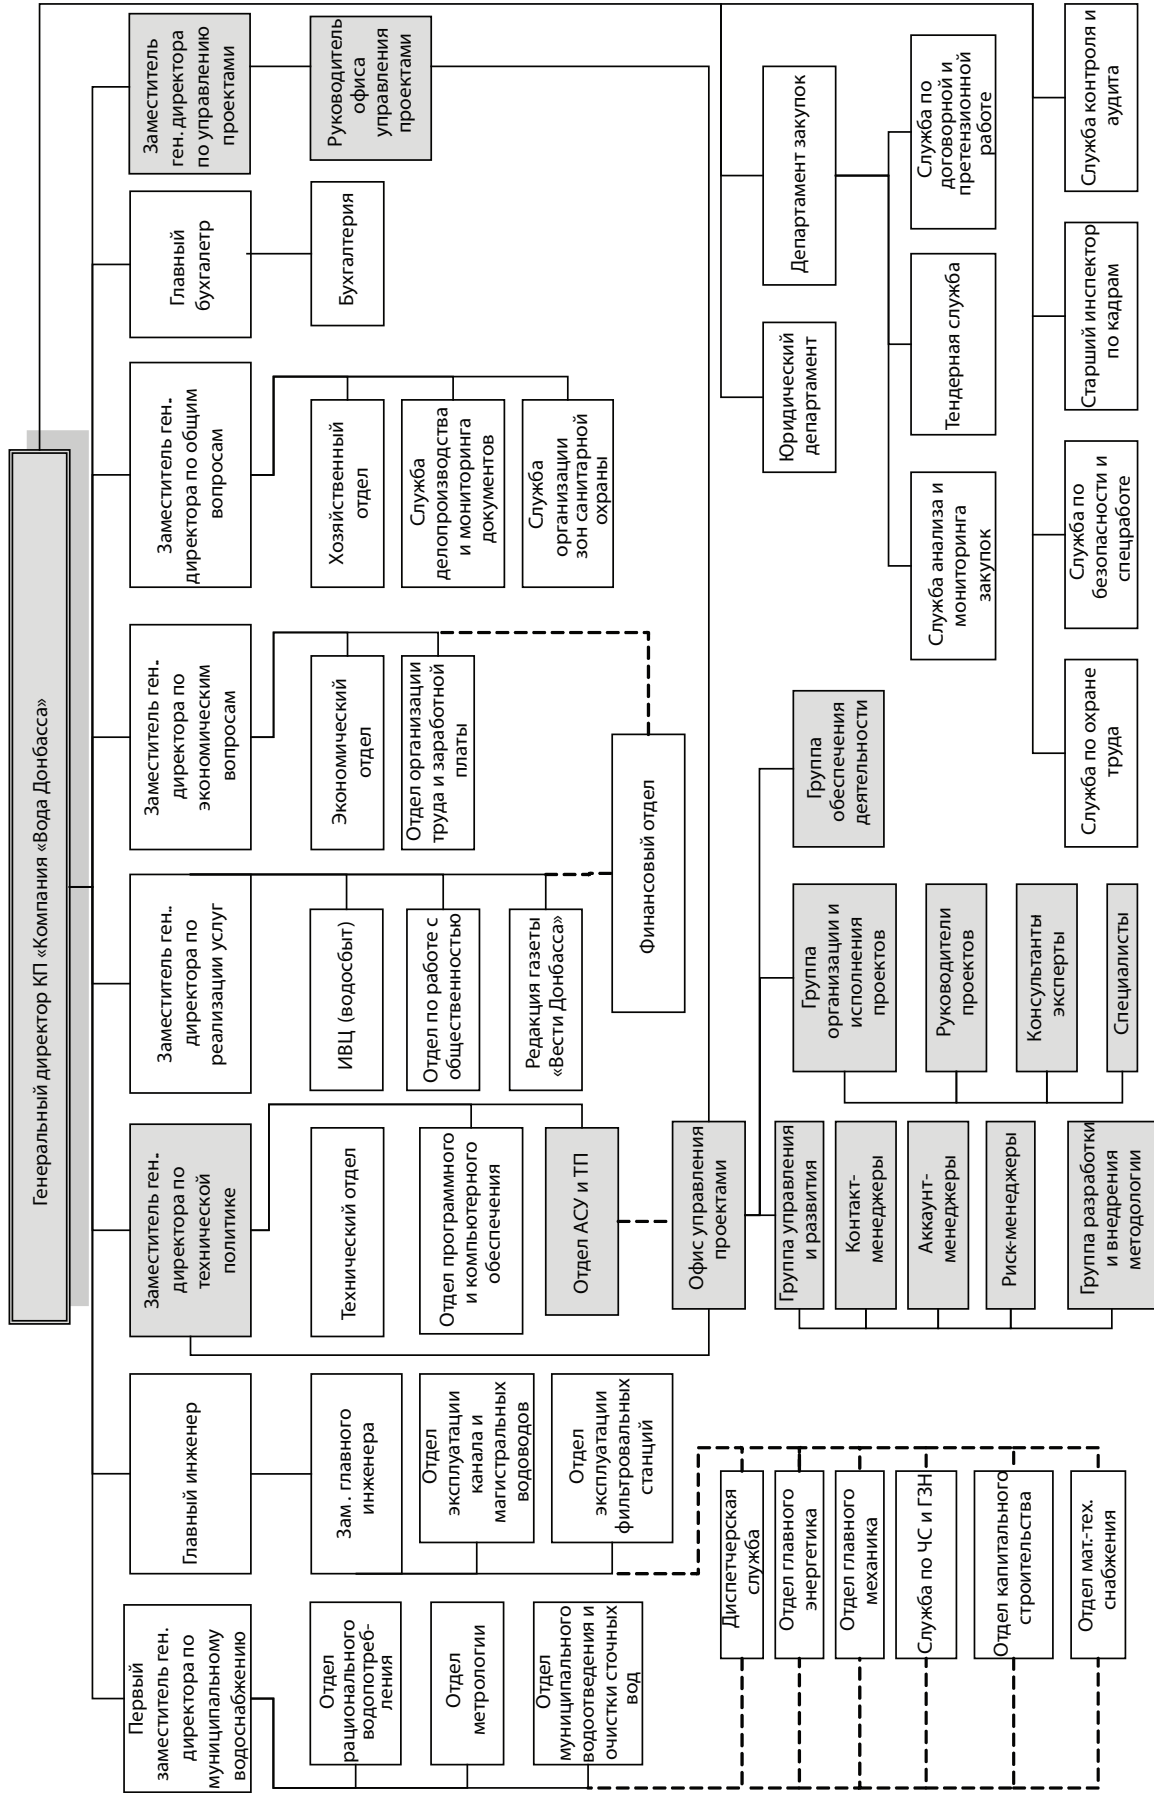 Генеральный директор КП «Компания «Вода Донбасса»
Первый
заместитель ген.
директора по
муниципальному
водоснабжению
Главный инженер
Заместитель ген.
директора по
технической
политике
Заместитель ген..
директора по
реализации услуг
Заместитель ген.
директора по
экономическим
вопросам
Заместитель ген.
директора по общим
вопросам
Главный
бухгалетр
Заместитель
ген. директора
по управлению
проектами
Отдел
рационального
водопотреб-
ления
Отдел
метрологии
Отдел
муниципального
водоотведения и
очистки сточных
вод
Зам. главного
инженера
Отдел
эксплуатации
канала и
магистральных
водоводов
Отдел
эксплуатации
фильтровальных
станций
Технический отдел
Отдел программного
и компьютерного
обеспечения
Отдел АСУ и ТП
ИВЦ (водосбыт)
Отдел по работе с
общественностью
Редакция газеты
«Вести Донбасса»
Экономический
отдел
Отдел организации
труда и заработной
платы
Финансовый отдел
Хозяйственный
отдел
Служба
делопроизводства
и мониторинга
документов
Служба
организации
зон санитарной
охраны
Бухгалтерия
Руководитель
офиса
управления
проектами
Диспетчерская
служба
Отдел главного
энергетика
Отдел главного
механика
Служба по ЧС и ГЗН
Отдел капитального
строительства
Отдел мат.-тех.
снабжения
Офис управления
проектами
Группа управления
и развития
Контакт-
менеджеры
Аккаунт-
менеджеры
Риск-менеджеры
Группа разработки
и внедрения
методологии
Группа
организации и
исполнения
проектов
Руководители
проектов
Консультанты
эксперты
Специалисты
Группа
обеспечения
деятельности
Юридический
департамент
Департамент закупок
Служба анализа и
мониторинга
закупок
Тендерная служба
Служба по
договорной и
претензионной
работе
Служба по охране
труда
Служба по
безопасности и
спецработе
Старший инспектор
по кадрам
Служба контроля и
аудита